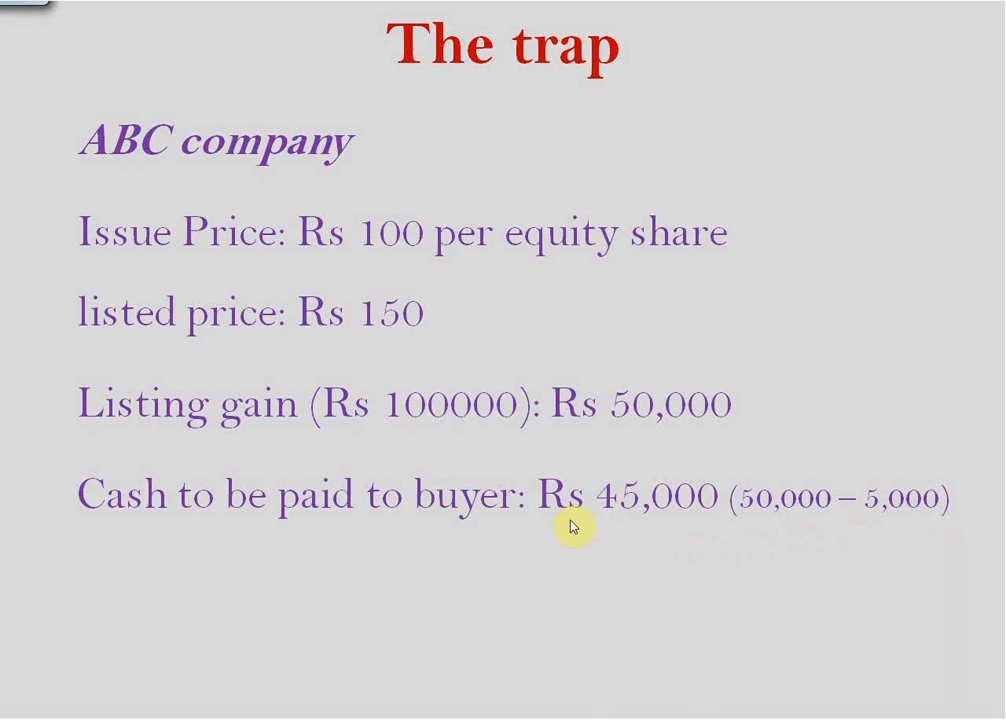 The trap
ABC company
Issue Price: Rs 100 per equity share
listed price: Rs 150
Listing gain (Rs 100000): Rs 50,000
Cash to be paid to buyer: Rs 45,000 (50,000 – 5,000)